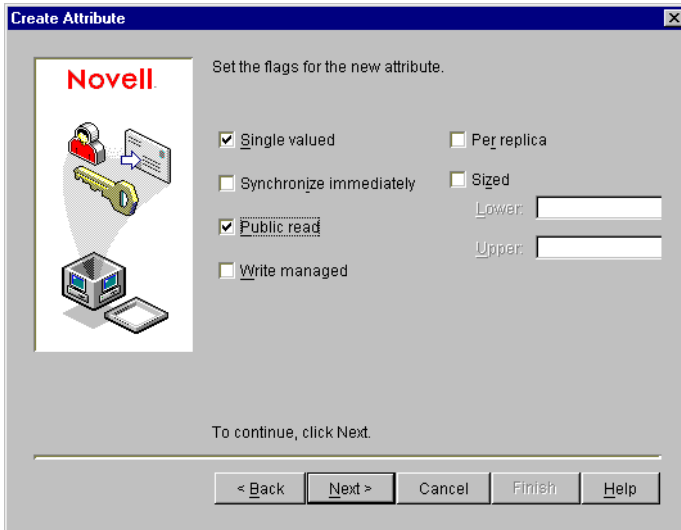 Create Attribute
Novell.
Set the flags for the new attribute.
Single valued
Per replica
Synchronize immediately
Sized
Lower:
Public read
Upper:
Write managed
To continue, click Next.
< Back
Next >
Cancel
Finish
Help